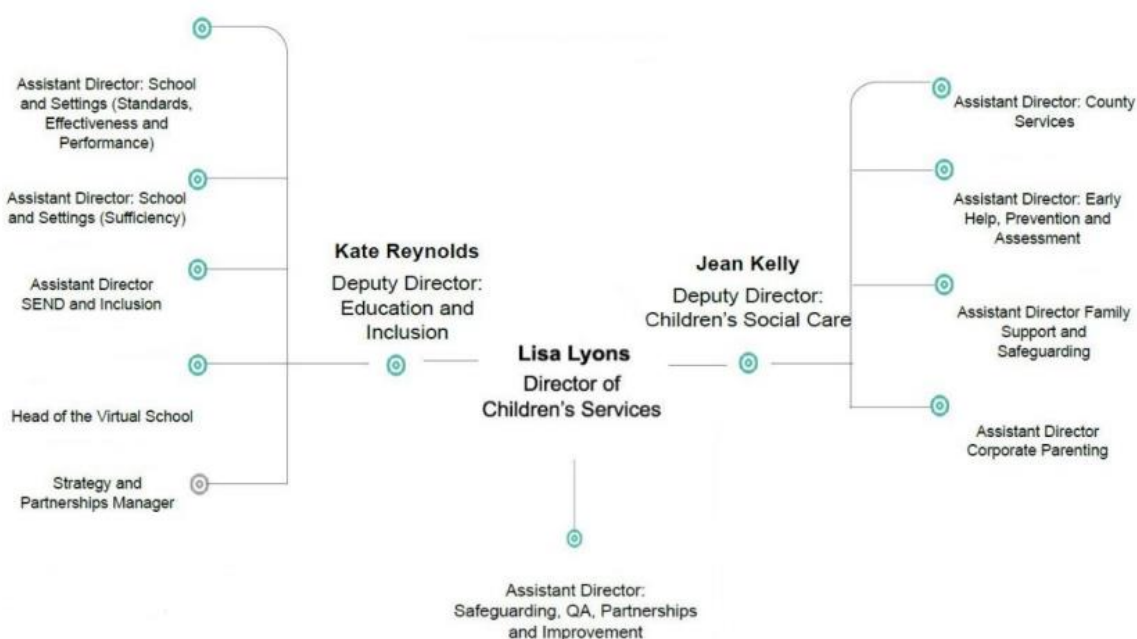 Assistant Director: School
and Settings (Standards,
Effectiveness and
Performance)
Assistant Director: School
and Settings (Sufficiency)
Assistant Director
SEND and Inclusion
Head of the Virtual School
Strategy and
Partnerships Manager
Kate Reynolds
Deputy Director:
Education and
Inclusion
Lisa Lyons
Director of
Children's Services
Assistant Director:
Safeguarding, QA, Partnerships
and Improvement
Jean Kelly
Deputy Director:
Children's Social Care
Assistant Director: County
Services
Assistant Director: Early
Help, Prevention and
Assessment
Assistant Director Family
Support and
Safeguarding
Assistant Director
Corporate Parenting